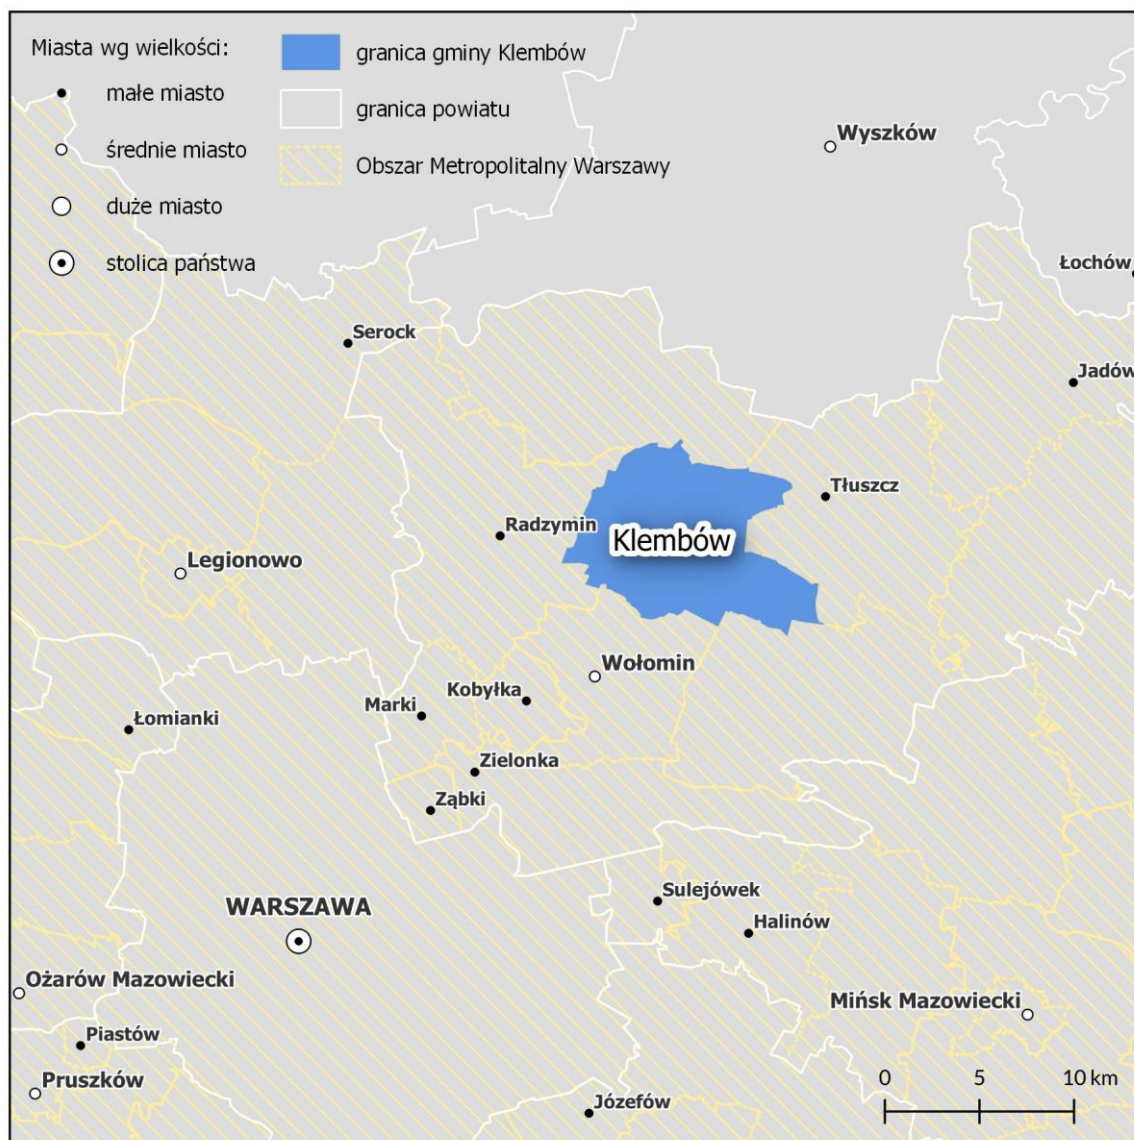 Miasta wg wielkości:
małe miasto
średnie miasto
duże miasto
stolica państwa
granica gminy Klembów
granica powiatu
Obszar Metropolitalny Warszawy
Wyszków
Łochów
Serock
Jadów
Tłuszcz
Radzymin
Klembów
Legionowo
Wołomin
Kobyłka
Marki
Łomianki
Zielonka
Ząbki
Sulejówek
WARSZAWA
Halinów
Ożarów Mazowiecki
Mińsk Mazowiecki
Piastów
Pruszków
Józefów
0 5 10 km